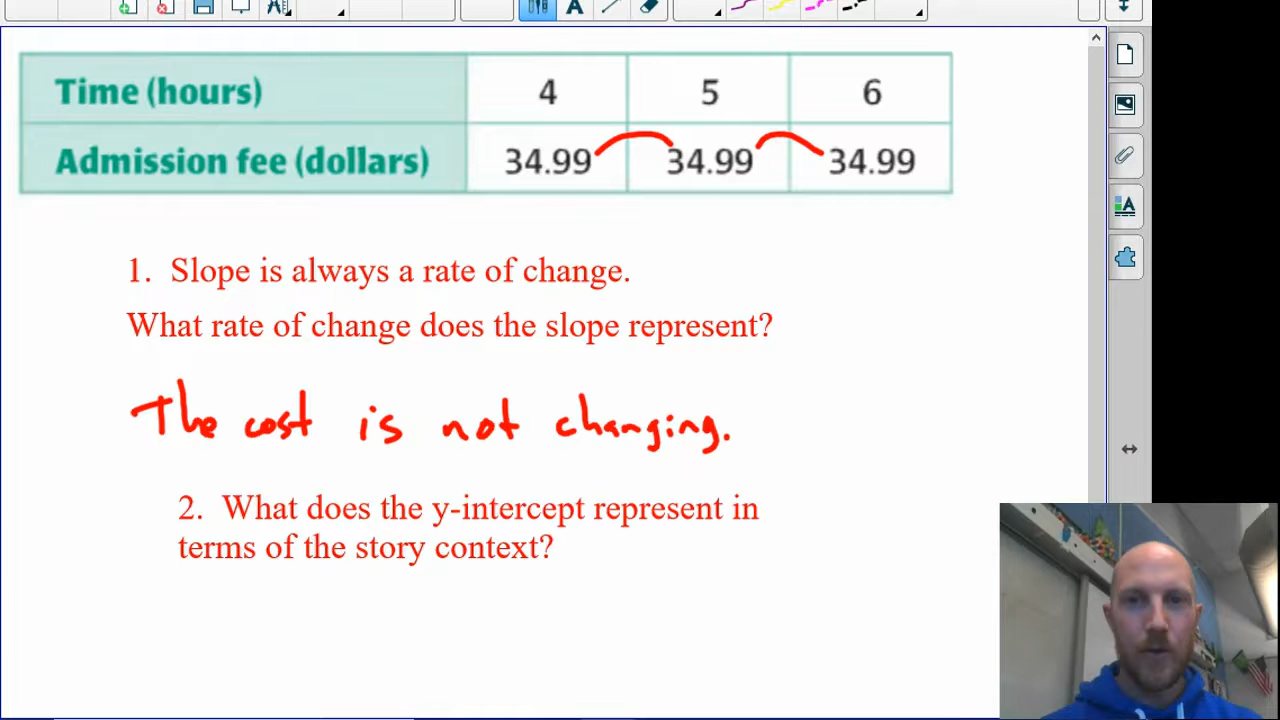 Time (hours) 4 5 6
Admission fee (dollars) 34.99 34.99 34.99
1. Slope is always a rate of change.
What rate of change does the slope represent?
The cost is not changing.
2. What does the y-intercept represent in
terms of the story context?